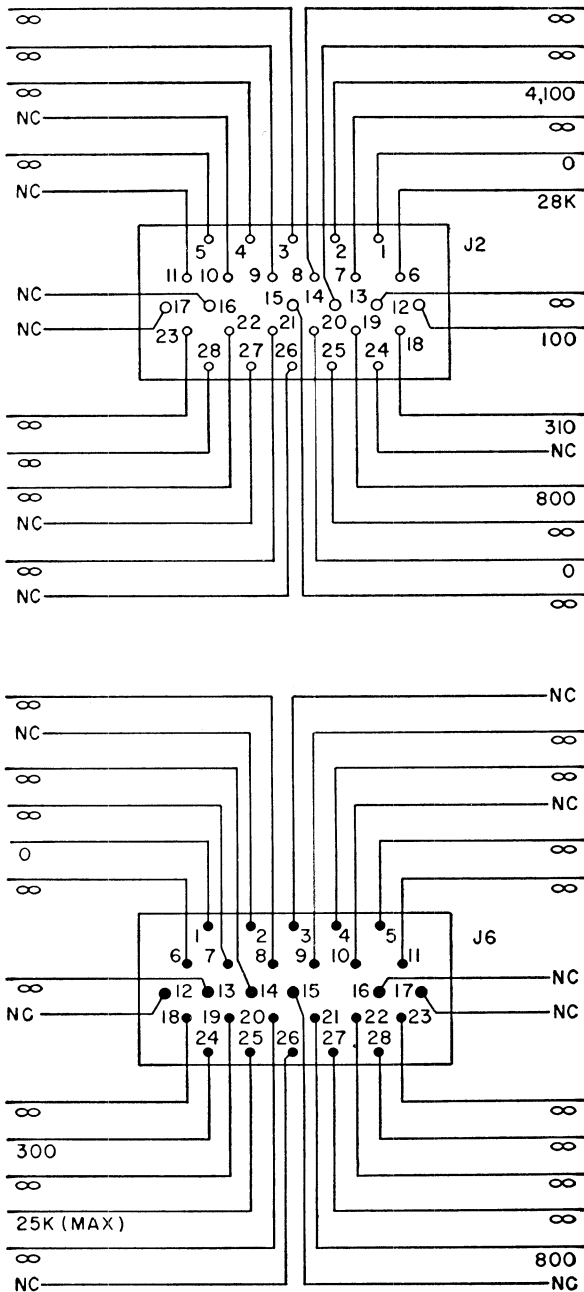 ∞ ∞
∞ ∞
∞ 4,100
NC ∞
∞ 0
NC 28K
J2
5 4 3 2 1
11 10 9 8 7 6
NC 17 16 15 14 13 12 ∞
NC 100
23 22 21 20 19 18
28 27 26 25 24
∞ 310
∞ NC
∞ 800
NC ∞
∞ 0
NC ∞
∞ NC
NC ∞
∞ ∞
∞ NC
0 ∞
∞ ∞
J6
1 2 3 4 5
6 7 8 9 10 11
∞ 12 13 14 15 16 17 NC
NC NC
18 19 20 21 22 23
24 25 26 27 28
∞ ∞
300 ∞
∞ ∞
25K (MAX) ∞
∞ 800
NC NC